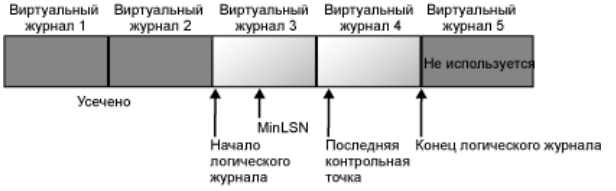 Виртуальный журнал 1
Виртуальный журнал 2
Виртуальный журнал 3
Виртуальный журнал 4
Виртуальный журнал 5
Не используется
Усечено
MinLSN
Начало
логического
журнала
Последняя
контрольная
точка
Конец логического журнала